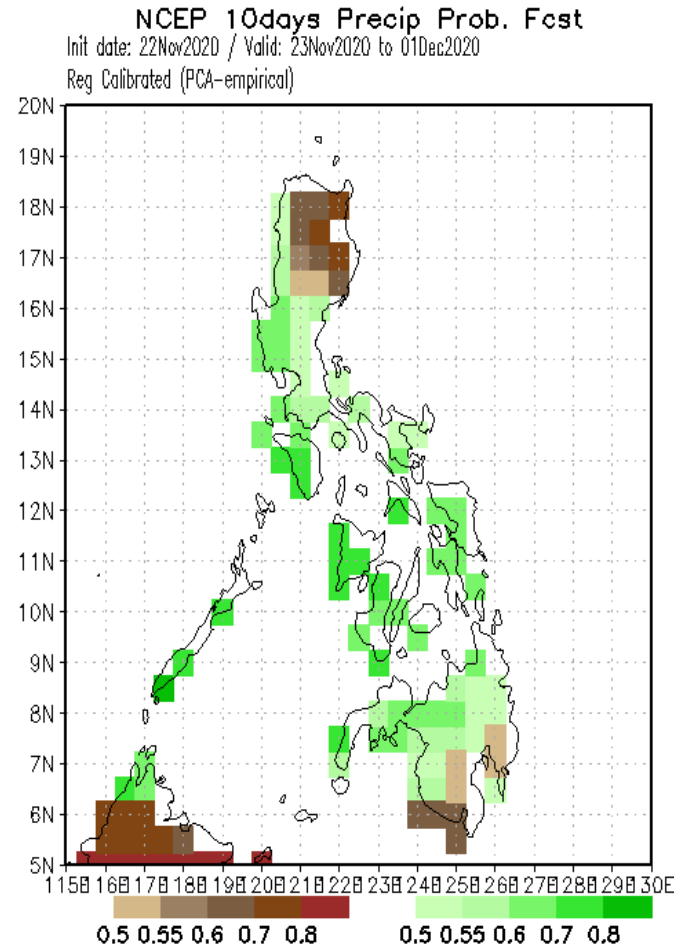 NCEP 10days Precip Prob. Fcst
Init date: 22Nov2020 / Valid: 23Nov2020 to 01Dec2020
Reg Calibrated (PCA-empirical)
20N
19N
18N
17N
16N
15N
14N
13N
12N
11N
10N
9N
8N
7N
6N
5N
115E 116E 117E 118E 119E 120E 121E 122E 123E 124E 125E 126E 127E 128E 129E 130E
0.5 0.55 0.6 0.7 0.8 0.5 0.55 0.6 0.7 0.8